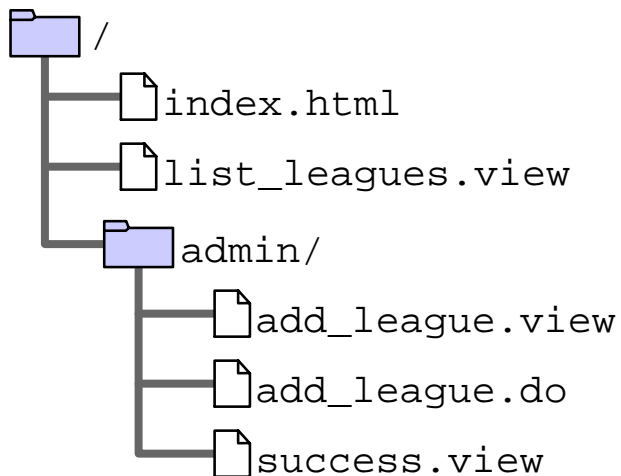 /
index.html
list_leagues.view
admin/
add_league.view
add_league.do
success.view